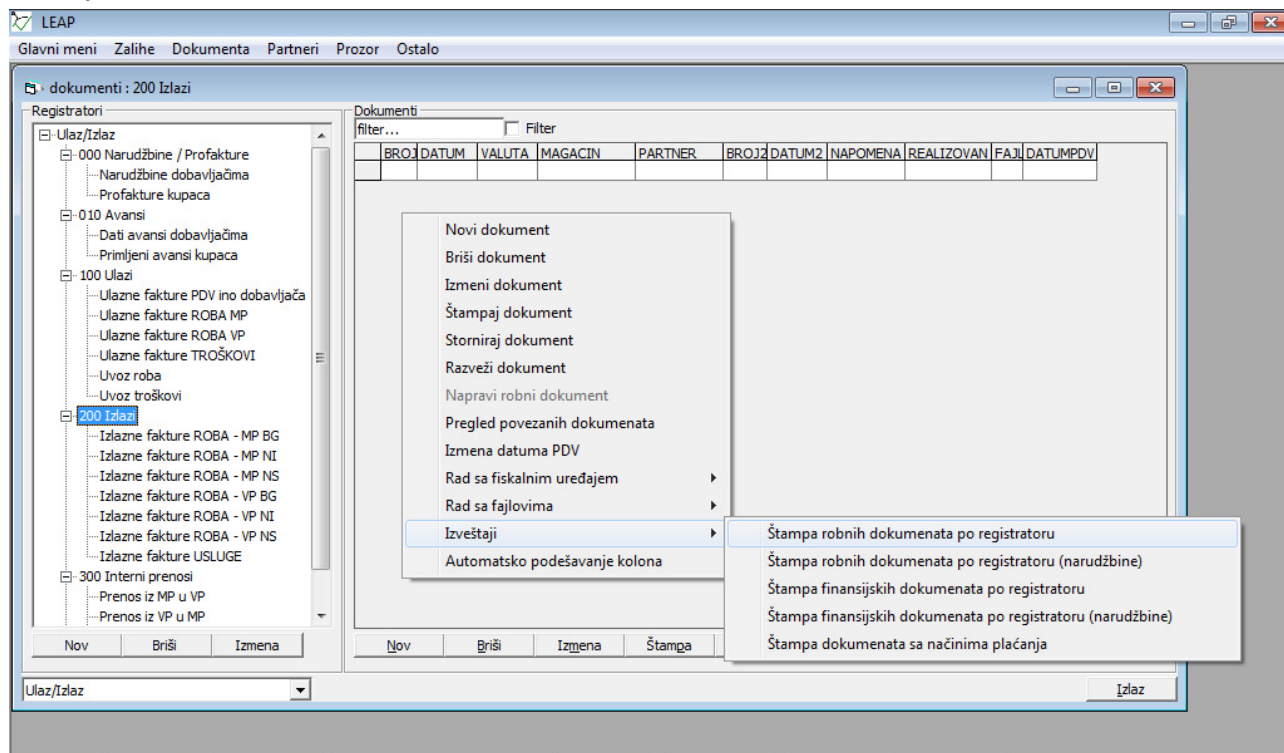 LEAP
Glavni meni Zalihe Dokumenta Partneri Prozor Ostalo
dokumenti : 200 Izlazi
Registratori
Ulaz/Izlaz
000 Narudžbine / Profakture
Narudžbine dobavljačima
Profakture kupaca
010 Avansi
Dati avansi dobavljačima
Primljeni avansi kupaca
100 Ulazi
Ulazne fakture PDV ino dobavljača
Ulazne fakture ROBA MP
Ulazne fakture ROBA VP
Ulazne fakture TROŠKOVI
Uvoz roba
Uvoz troškovi
200 Izlazi
Izlazne fakture ROBA - MP BG
Izlazne fakture ROBA - MP NI
Izlazne fakture ROBA - MP NS
Izlazne fakture ROBA - VP BG
Izlazne fakture ROBA - VP NI
Izlazne fakture ROBA - VP NS
Izlazne fakture USLUGE
300 Interni prenosi
Prenos iz MP u VP
Prenos iz VP u MP
Nov Briši Izmena
Ulaz/Izlaz
Dokumenti
filter... Filter
BROJ DATUM VALUTA MAGACIN PARTNER BROJ2 DATUM2 NAPOMENA REALIZOVAN FAJL DATUMPDV
Novi dokument
Briši dokument
Izmeni dokument
Štampaj dokument
Storniraj dokument
Razveži dokument
Napravi robni dokument
Pregled povezanih dokumenata
Izmena datuma PDV
Rad sa fiskalnim uređajem
Rad sa fajlovima
Izveštaji
Automatsko podešavanje kolona
Štampa robnih dokumenata po registratoru
Štampa robnih dokumenata po registratoru (narudžbine)
Štampa finansijskih dokumenata po registratoru
Štampa finansijskih dokumenata po registratoru (narudžbine)
Štampa dokumenata sa načinima plaćanja
Nov Briši Izmena Štampa
Izlaz